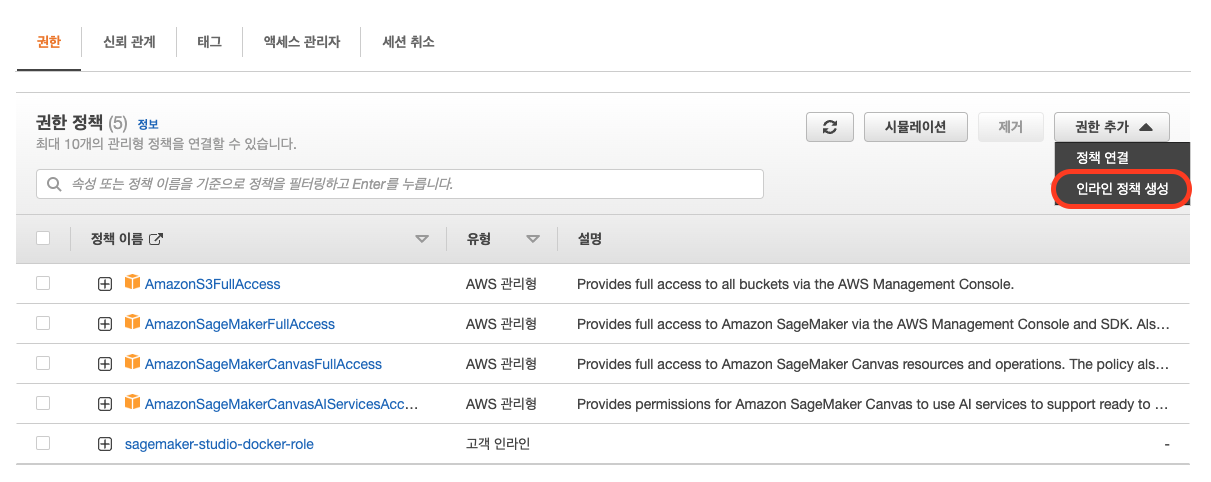 권한 신뢰 관계 태그 액세스 관리자 세션 취소
권한 정책 (5) 정보
최대 10개의 관리형 정책을 연결할 수 있습니다.
시뮬레이션 제거 권한 추가
정책 연결
인라인 정책 생성
속성 또는 정책 이름을 기준으로 정책을 필터링하고 Enter를 누릅니다.
정책 이름 유형 설명
AmazonS3FullAccess AWS 관리형 Provides full access to all buckets via the AWS Management Console.
AmazonSageMakerFullAccess AWS 관리형 Provides full access to Amazon SageMaker via the AWS Management Console and SDK. Als…
AmazonSageMakerCanvasFullAccess AWS 관리형 Provides full access to Amazon SageMaker Canvas resources and operations. The policy als…
AmazonSageMakerCanvasAIServicesAcc… AWS 관리형 Provides permissions for Amazon SageMaker Canvas to use AI services to support ready to …
sagemaker-studio-docker-role 고객 인라인 -